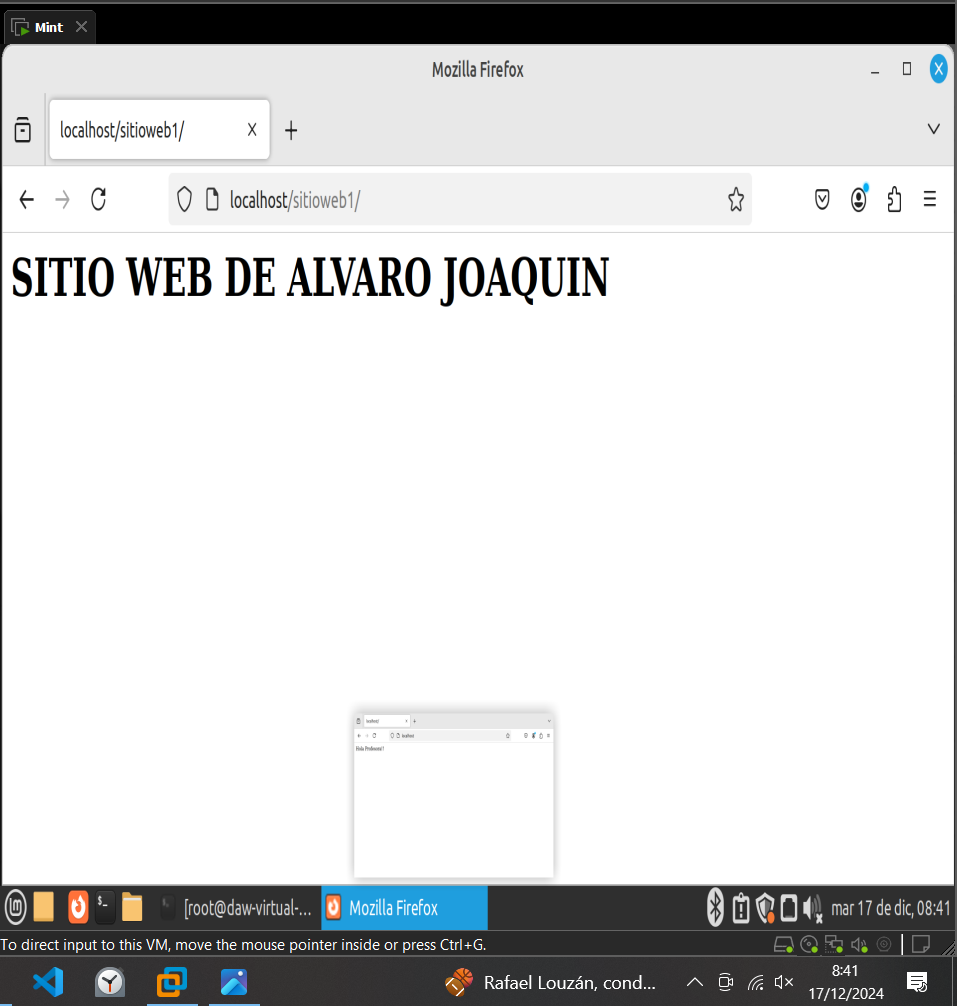 Mint
Mozilla Firefox
localhost/sitioweb1/
localhost/sitioweb1/
SITIO WEB DE ALVARO JOAQUIN
localhost/
localhost
Hola Profesora!!
[root@daw-virtual-...
Mozilla Firefox
mar 17 de dic, 08:41
To direct input to this VM, move the mouse pointer inside or press Ctrl+G.
Rafael Louzán, cond...
8:41
17/12/2024